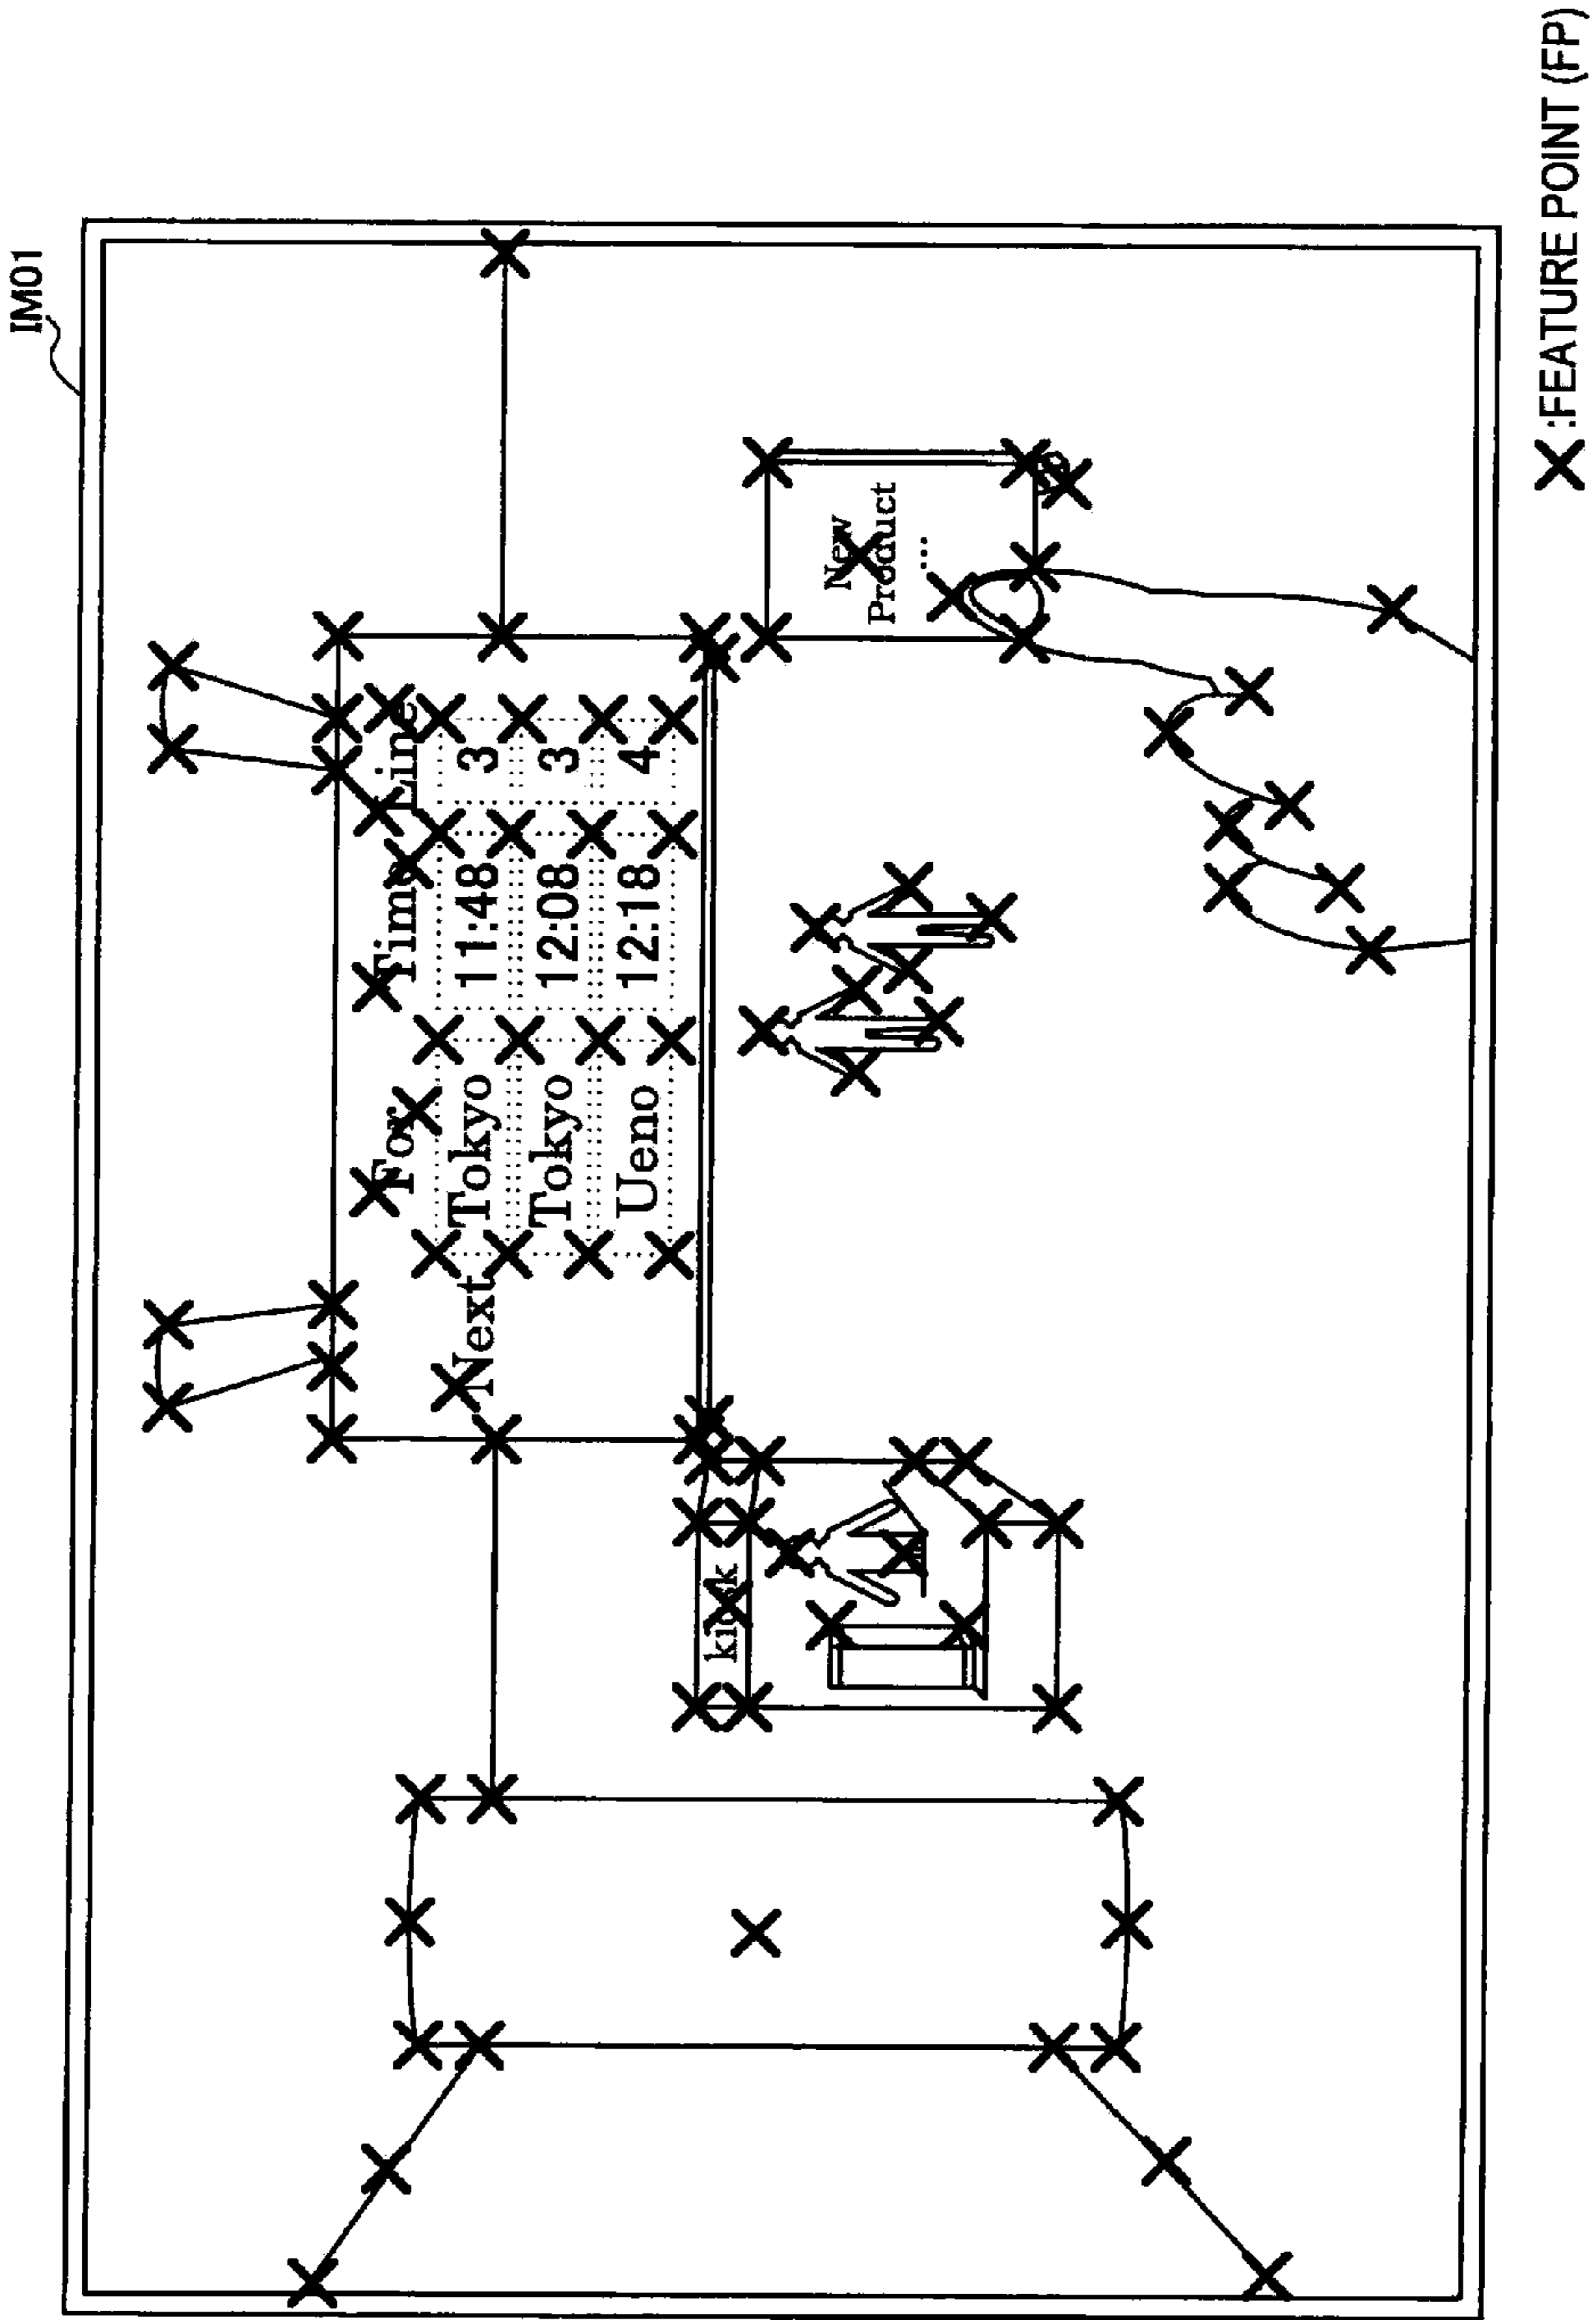 IM01
For Time Line
Next Tokyo 11:48 3
Tokyo 12:08 3
Ueno 12:18 4
kiosk
New
Product
...
X :FEATURE POINT (FP)